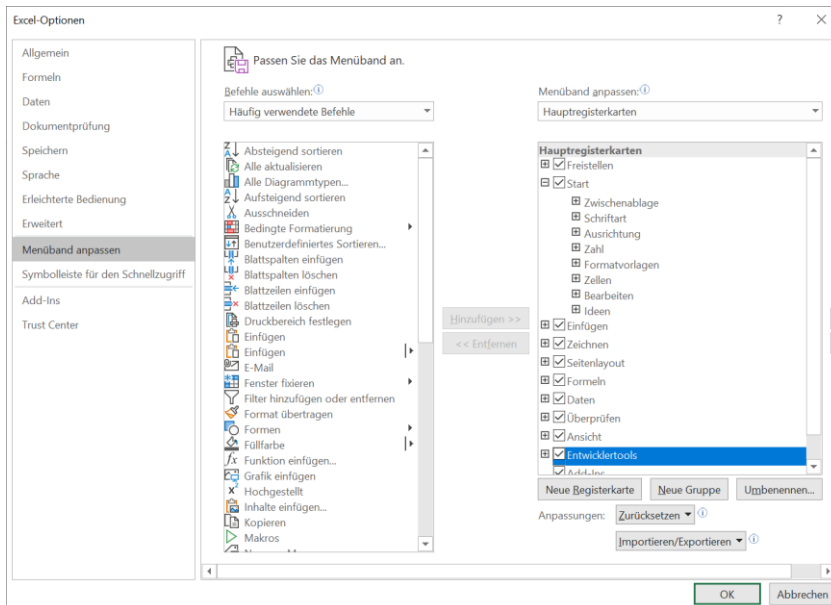 Excel-Optionen
?
Allgemein
Formeln
Daten
Dokumentprüfung
Speichern
Sprache
Erleichterte Bedienung
Erweitert
Menüband anpassen
Symbolleiste für den Schnellzugriff
Add-Ins
Trust Center
Passen Sie das Menüband an.
Befehle auswählen:
Häufig verwendete Befehle
Absteigend sortieren
Alle aktualisieren
Alle Diagrammtypen...
Aufsteigend sortieren
Ausschneiden
Bedingte Formatierung
Benutzerdefiniertes Sortieren...
Blattspalten einfügen
Blattspalten löschen
Blattzeilen einfügen
Blattzeilen löschen
Druckbereich festlegen
Einfügen
Einfügen
E-Mail
Fenster fixieren
Filter hinzufügen oder entfernen
Format übertragen
Formen
Füllfarbe
Funktion einfügen...
Grafik einfügen
Hochgestellt
Inhalte einfügen...
Kopieren
Makros
Hinzufügen >>
<< Entfernen
Menüband anpassen:
Hauptregisterkarten
Hauptregisterkarten
Freistellen
Start
Zwischenablage
Schriftart
Ausrichtung
Zahl
Formatvorlagen
Zellen
Bearbeiten
Ideen
Einfügen
Zeichnen
Seitenlayout
Formeln
Daten
Überprüfen
Ansicht
Entwicklertools
Add-Ins
Neue Registerkarte
Neue Gruppe
Umbenennen...
Anpassungen:
Zurücksetzen
Importieren/Exportieren
OK
Abbrechen